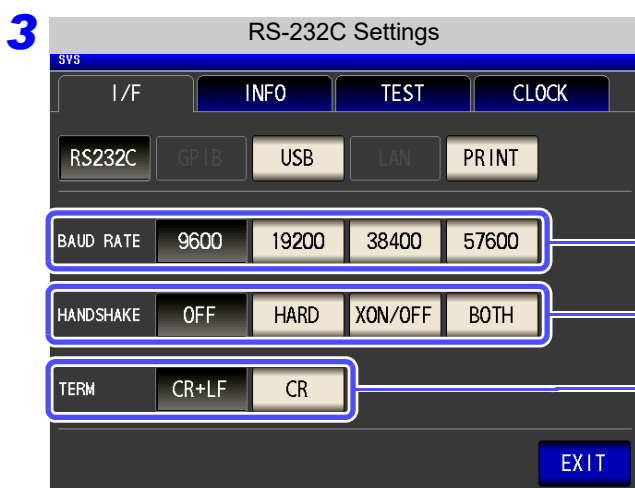 3
RS-232C Settings
SYS
I/F INFO TEST CLOCK
RS232C GPIB USB LAN PRINT
BAUD RATE 9600 19200 38400 57600
HANDSHAKE OFF HARD XON/OFF BOTH
TERM CR+LF CR
EXIT